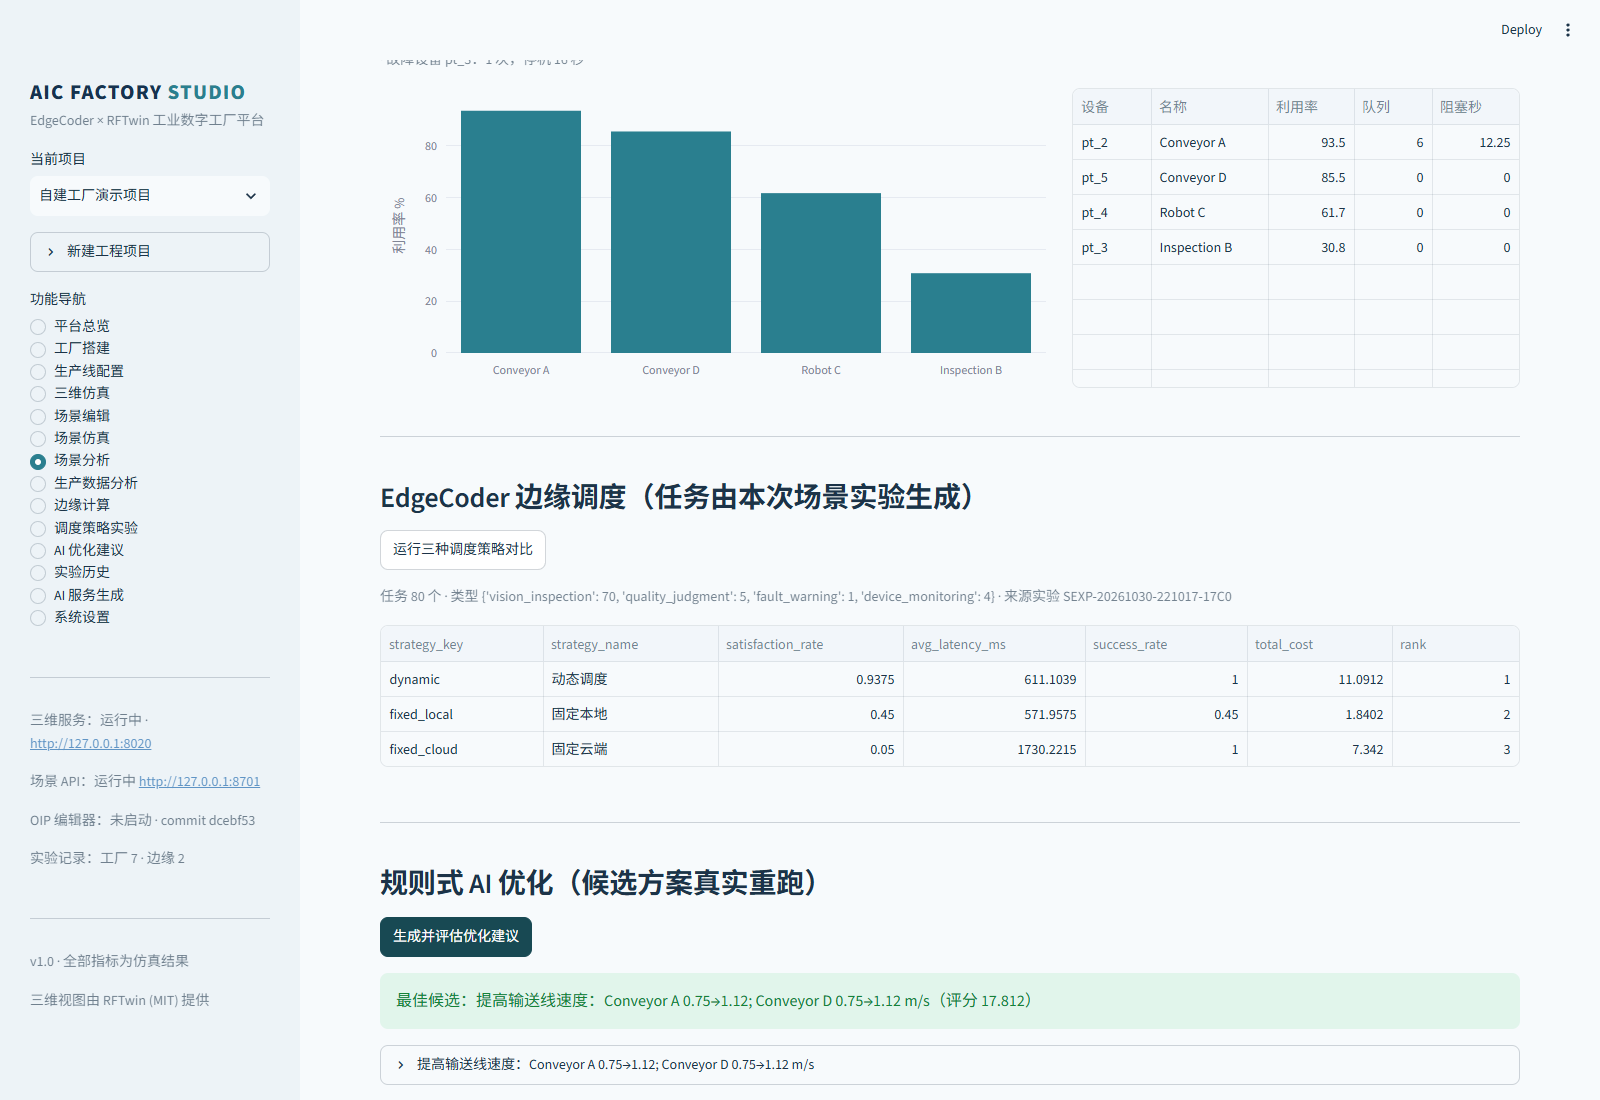 Deploy
AIC FACTORY STUDIO
EdgeCoder × RFTwin 工业数字工厂平台
当前项目
自建工厂演示项目
新建工程项目
功能导航
平台总览
工厂搭建
生产线配置
三维仿真
场景编辑
场景仿真
场景分析
生产数据分析
边缘计算
调度策略实验
AI 优化建议
实验历史
AI 服务生成
系统设置
三维服务：运行中 ·
http://127.0.0.1:8020
场景 API：运行中 http://127.0.0.1:8701
OIP 编辑器：未启动 · commit dcebf53
实验记录：工厂 7 · 边缘 2
v1.0 · 全部指标为仿真结果
三维视图由 RFTwin (MIT) 提供
利用率 %
80
60
40
20
0
Conveyor A Conveyor D Robot C Inspection B
设备 名称 利用率 队列 阻塞秒
pt_2 Conveyor A 93.5 6 12.25
pt_5 Conveyor D 85.5 0 0
pt_4 Robot C 61.7 0 0
pt_3 Inspection B 30.8 0 0
EdgeCoder 边缘调度（任务由本次场景实验生成）
运行三种调度策略对比
任务 80 个 · 类型 {'vision_inspection': 70, 'quality_judgment': 5, 'fault_warning': 1, 'device_monitoring': 4} · 来源实验 SEXP-20261030-221017-17C0
strategy_key strategy_name satisfaction_rate avg_latency_ms success_rate total_cost rank
dynamic 动态调度 0.9375 611.1039 1 11.0912 1
fixed_local 固定本地 0.45 571.9575 0.45 1.8402 2
fixed_cloud 固定云端 0.05 1730.2215 1 7.342 3
规则式 AI 优化（候选方案真实重跑）
生成并评估优化建议
最佳候选：提高输送线速度：Conveyor A 0.75→1.12; Conveyor D 0.75→1.12 m/s（评分 17.812）
提高输送线速度：Conveyor A 0.75→1.12; Conveyor D 0.75→1.12 m/s